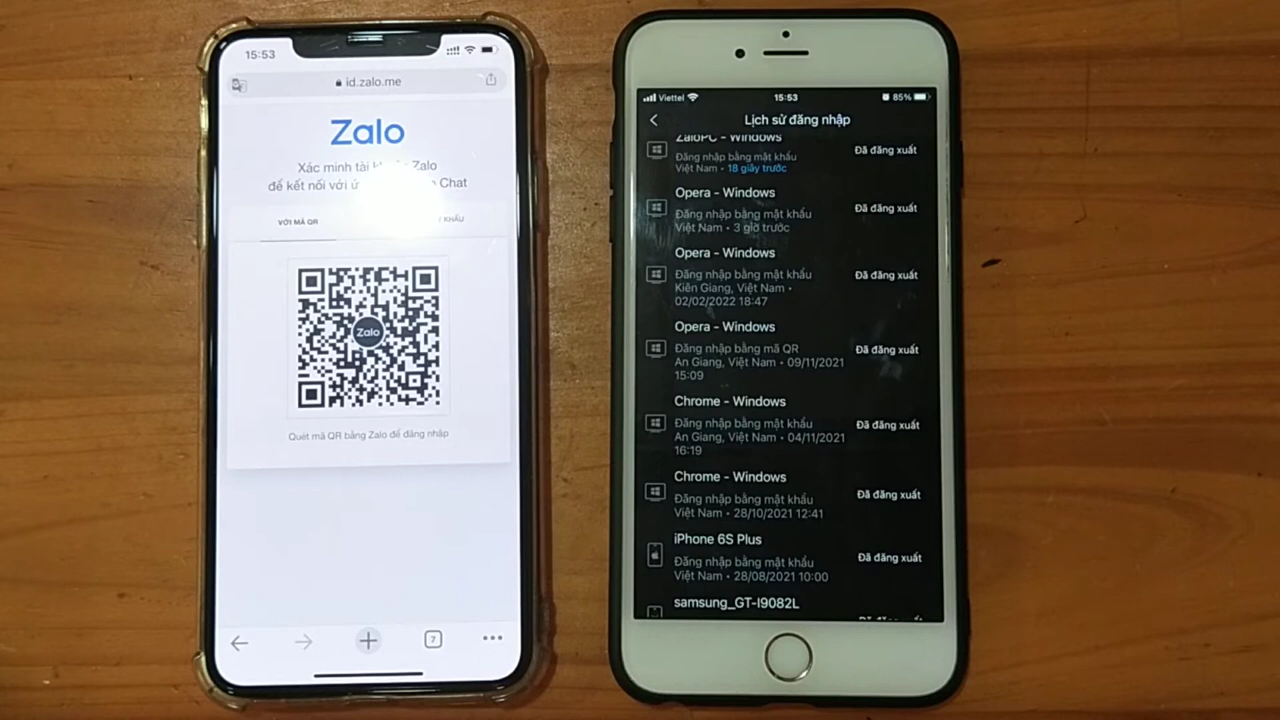 15:53
id.zalo.me
Zalo
Xác minh tài Zalo
để kết nối với Chat
VỚI MÃ QR KHẨU
Zalo
Quét mã QR bằng Zalo để đăng nhập
7
Viettel 15:53 85%
Lịch sử đăng nhập
ZaloPC - Windows
Đăng nhập bằng mật khẩu
Việt Nam • 18 giây trước
Đã đăng xuất
Opera - Windows
Đăng nhập bằng mật khẩu
Việt Nam • 3 giờ trước
Đã đăng xuất
Opera - Windows
Đăng nhập bằng mật khẩu
Kiên Giang, Việt Nam •
02/02/2022 18:47
Đã đăng xuất
Opera - Windows
Đăng nhập bằng mã QR
An Giang, Việt Nam • 09/11/2021
15:09
Đã đăng xuất
Chrome - Windows
Đăng nhập bằng mật khẩu
An Giang, Việt Nam • 04/11/2021
16:19
Đã đăng xuất
Chrome - Windows
Đăng nhập bằng mật khẩu
Việt Nam • 28/10/2021 12:41
Đã đăng xuất
iPhone 6S Plus
Đăng nhập bằng mật khẩu
Việt Nam • 28/08/2021 10:00
Đã đăng xuất
samsung_GT-I9082L
Đã đăng xuất